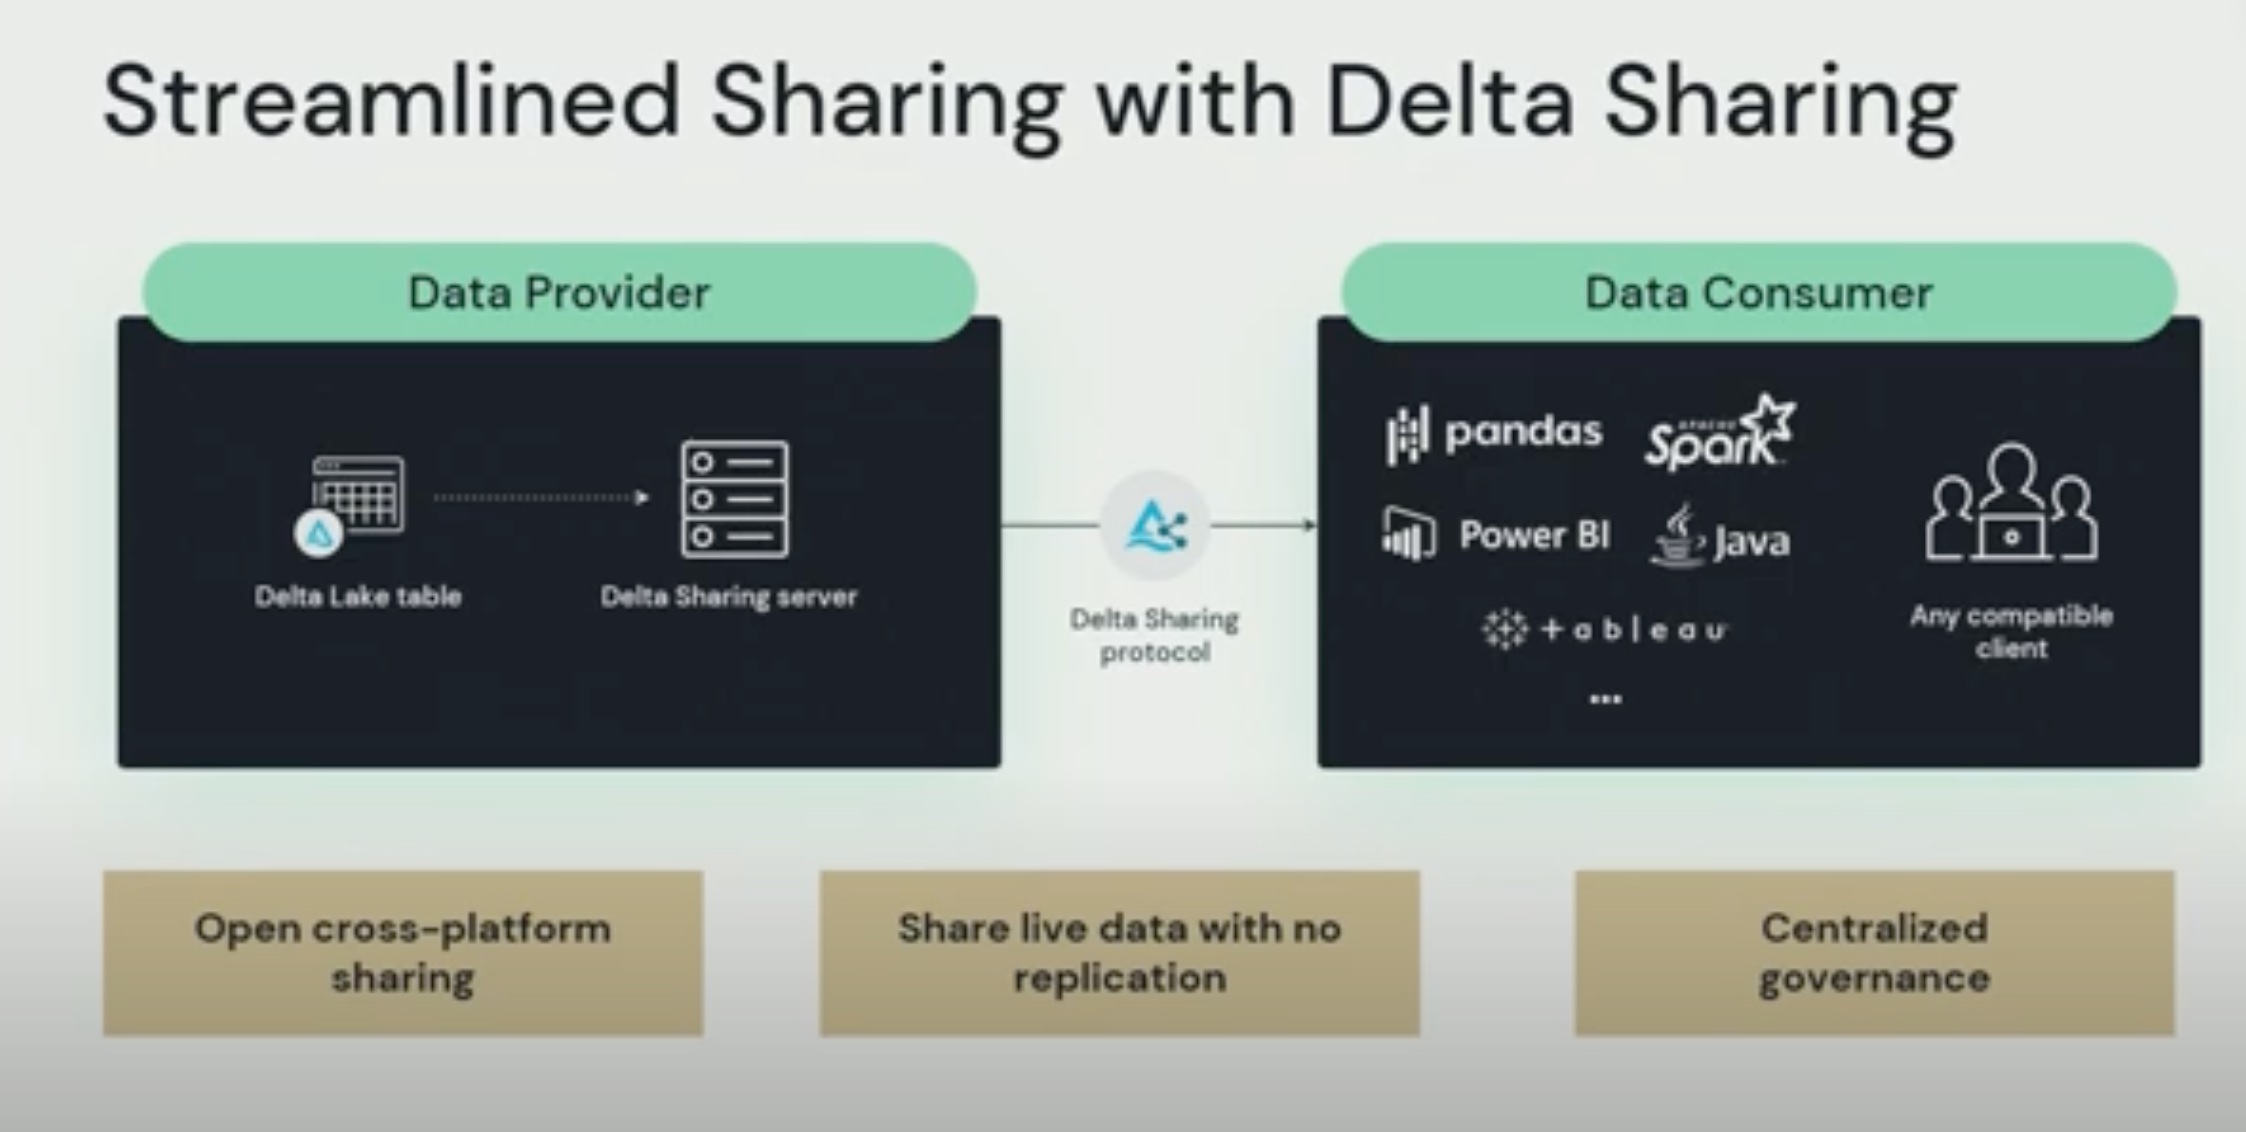 Streamlined Sharing with Delta Sharing
Data Provider
Delta Lake table
Delta Sharing server
Delta Sharing
protocol
Data Consumer
pandas
APACHE
Spark
Power BI
Java
+ableau
...
Any compatible
client
Open cross-platform
sharing
Share live data with no
replication
Centralized
governance